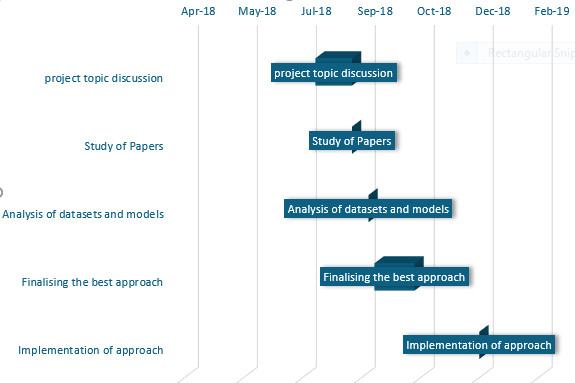 Apr-18 May-18 Jul-18 Sep-18 Oct-18 Dec-18 Feb-19
Rectangular Snip
project topic discussion
project topic discussion
Study of Papers
Study of Papers
Analysis of datasets and models
Analysis of datasets and models
Finalising the best approach
Finalising the best approach
Implementation of approach
Implementation of approach